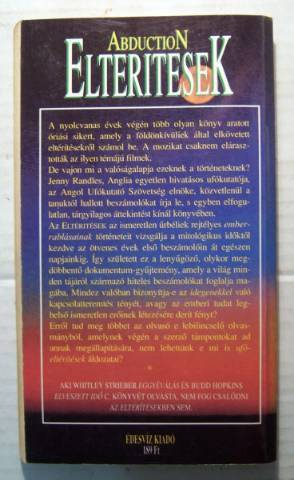 ABDUCTION
ELTERÍTESEK
A nyolcvanas évek végén több olyan könyv aratott
óriási sikert, amely a földönkívüliek által elkövetett
eltérítésekről számol be. A mozikat csaknem elárasz-
tották az ilyen témájú filmek.
De vajon mi a valóságalapja ezeknek a történeteknek?
Jenny Randles, Anglia egyetlen hivatásos ufókutatója,
az Angol Ufókutató Szövetség elnöke, közvetlenül a
tanuktól hallott beszámolókat írja le, s egyben elfogu-
latlan, tárgyilagos áttekintést kínál könyvében.
Az ELTÉRÍTÉSEK az ismeretlen űrbéliek rejtélyes ember-
rablásainak történetét vizsgálja a mitológikus időktől
kezdve az ötvenes évek első beszámolóin át egészen
napjainkig. Így született ez a lenyűgöző, olykor meg-
döbbentő dokumentum-gyűjtemény, amely a világ min-
den tájáról származó hiteles beszámolókat foglalja ma-
gába. Mindez valóban bizonyítja-e az idegenekkel való
kapcsolatteremtés tényét, avagy az emberi tudat leg-
belső ismeretlen erőinek létezésére derít fényt?
Erről tud meg többet az olvasó e lebilincselő olvas-
mányból, amelynek végén a szerző támpontokat ad
annak megállapítására, nem lehettünk-e mi is ufó-
eltérítések áldozatai?
*
AKI WHITLEY STRIEBER EGGYÉVÁLÁS ÉS BUDD HOPKINS
ELVESZETT IDŐ C. KÖNYVÉT OLVASTA, NEM FOG CSALÓDNI
AZ ELTÉRÍTÉSEKBEN SEM.
ÉDESVÍZ KIADÓ
189 Ft